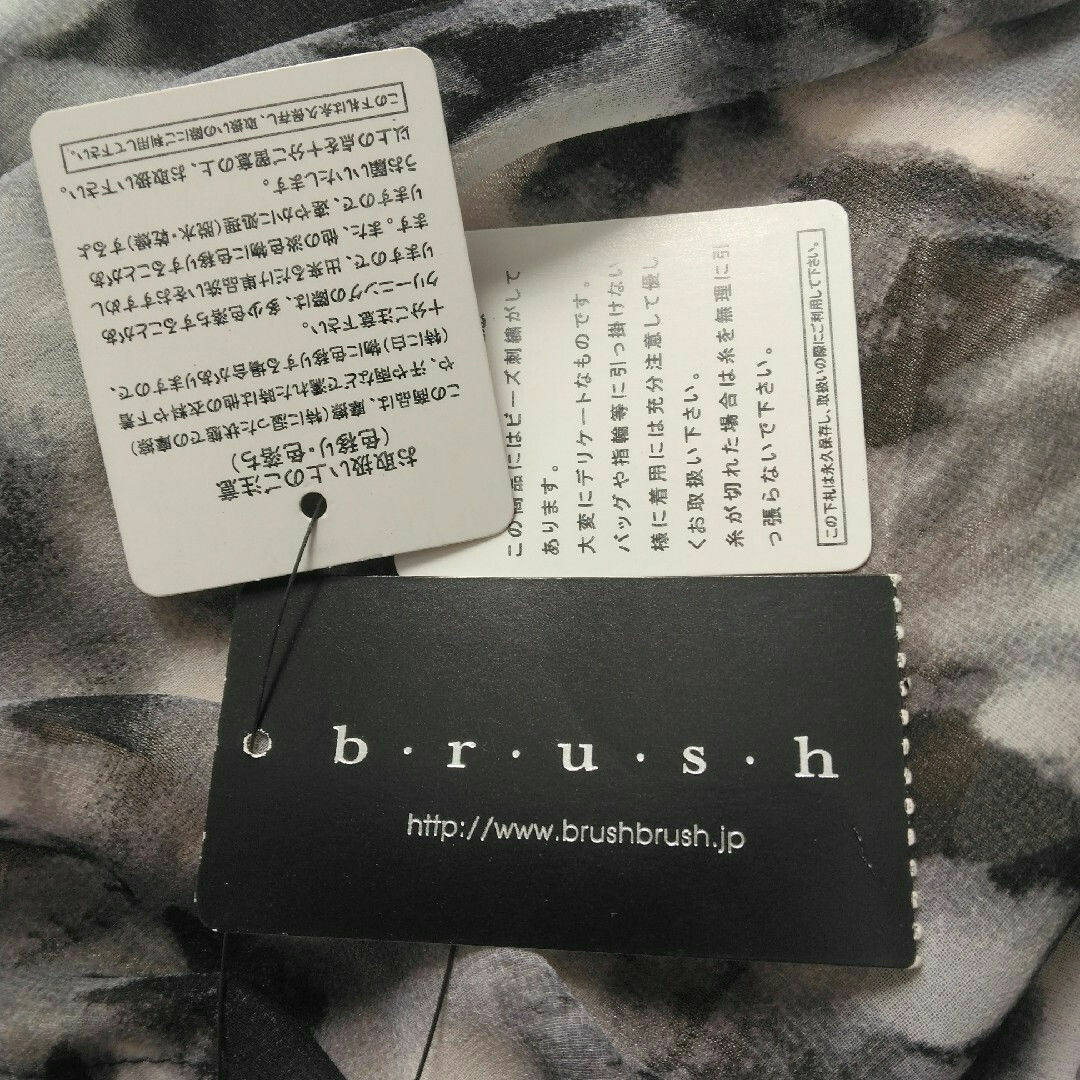 お取扱い上のご注意
(色移り・色落ち)
この商品は、摩擦(特に湿った状態での摩擦)
や、汗や雨などで濡れた時は他の衣料や下着
(特に白)物に色移りする場合がありますので、
十分ご注意下さい。
クリーニングの際は、多少色落ちすることがあ
りますので、出来るだけ単品洗いをおすすめし
ます。また、他の淡色物に色移りすることがあ
りますので、速やかに処理(脱水・乾燥)するよ
うお願いいたします。
以上の点を十分ご留意の上、お取扱い下さい。
この下札は永久保存し、取扱いの際にご利用して下さい。
この商品にはビーズ刺繍がして
あります。
大変にデリケートなものです。
バッグや指輪等に引っ掛けない
様に着用には充分注意して優し
くお取扱い下さい。
糸が切れた場合は糸を無理に引
っ張らないで下さい。
この下札は永久保存し、取扱いの際にご利用して下さい。
b・r・u・s・h
http://www.brushbrush.jp